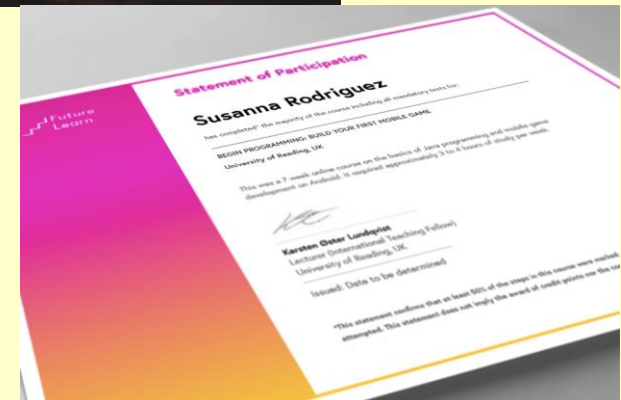 Future
Learn
Statement of Participation
Susanna Rodriguez
has completed* the majority of the course including all mandatory tests for:
BEGIN PROGRAMMING: BUILD YOUR FIRST MOBILE GAME
University of Reading, UK
This was a 7 week online course on the basics of Java programming and mobile game
development on Android. It required approximately 3 to 4 hours of study per week.
Karsten Øster Lundqvist
Lecturer (International Teaching Fellow)
University of Reading, UK
Issued: Date to be determined
*This statement confirms that at least 50% of the steps in this course were marked
attempted. This statement does not imply the award of credit points